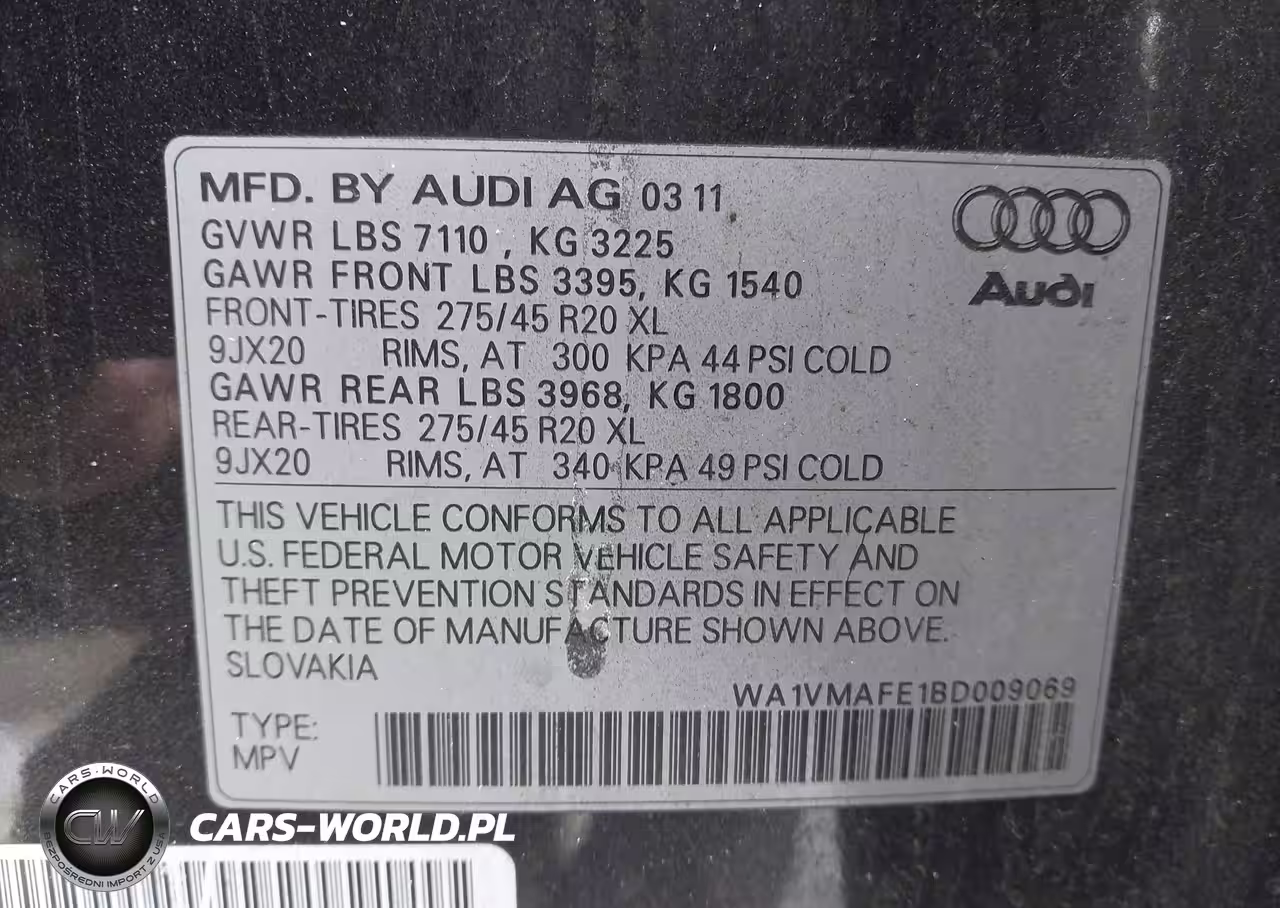 MFD. BY AUDI AG 03 11
GVWR LBS 7110 , KG 3225
GAWR FRONT LBS 3395, KG 1540
FRONT-TIRES 275/45 R20 XL
9JX20 RIMS, AT 300 KPA 44 PSI COLD
GAWR REAR LBS 3968, KG 1800
REAR-TIRES 275/45 R20 XL
9JX20 RIMS, AT 340 KPA 49 PSI COLD
Audi
THIS VEHICLE CONFORMS TO ALL APPLICABLE
U.S. FEDERAL MOTOR VEHICLE SAFETY AND
THEFT PREVENTION STANDARDS IN EFFECT ON
THE DATE OF MANUFACTURE SHOWN ABOVE.
SLOVAKIA
WA1VMAFE1BD009069
TYPE:
MPV
CARS-WORLD
CW
BEZPOŚREDNI IMPORT Z USA
CARS-WORLD.PL